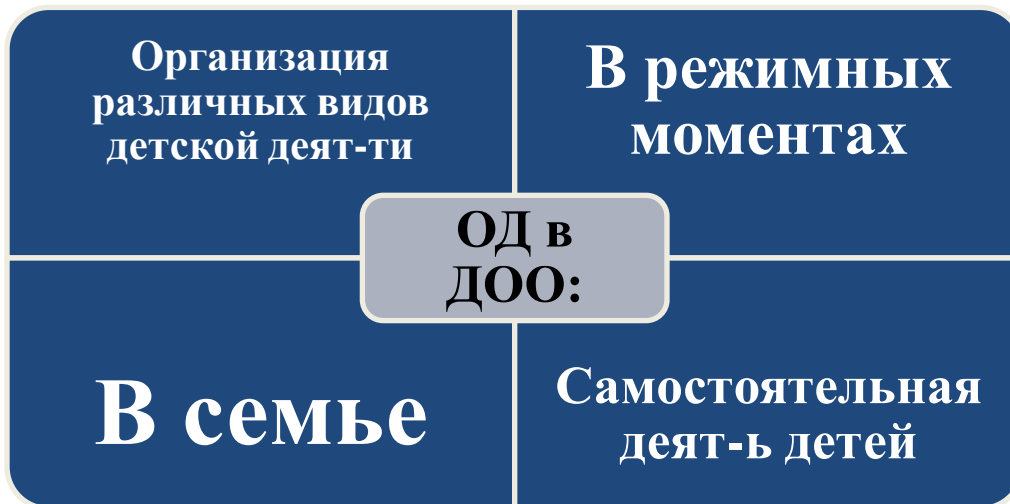 Организация
различных видов
детской деят-ти
В режимных
моментах
ОД в
ДОО:
В семье
Самостоятельная
деят-ь детей